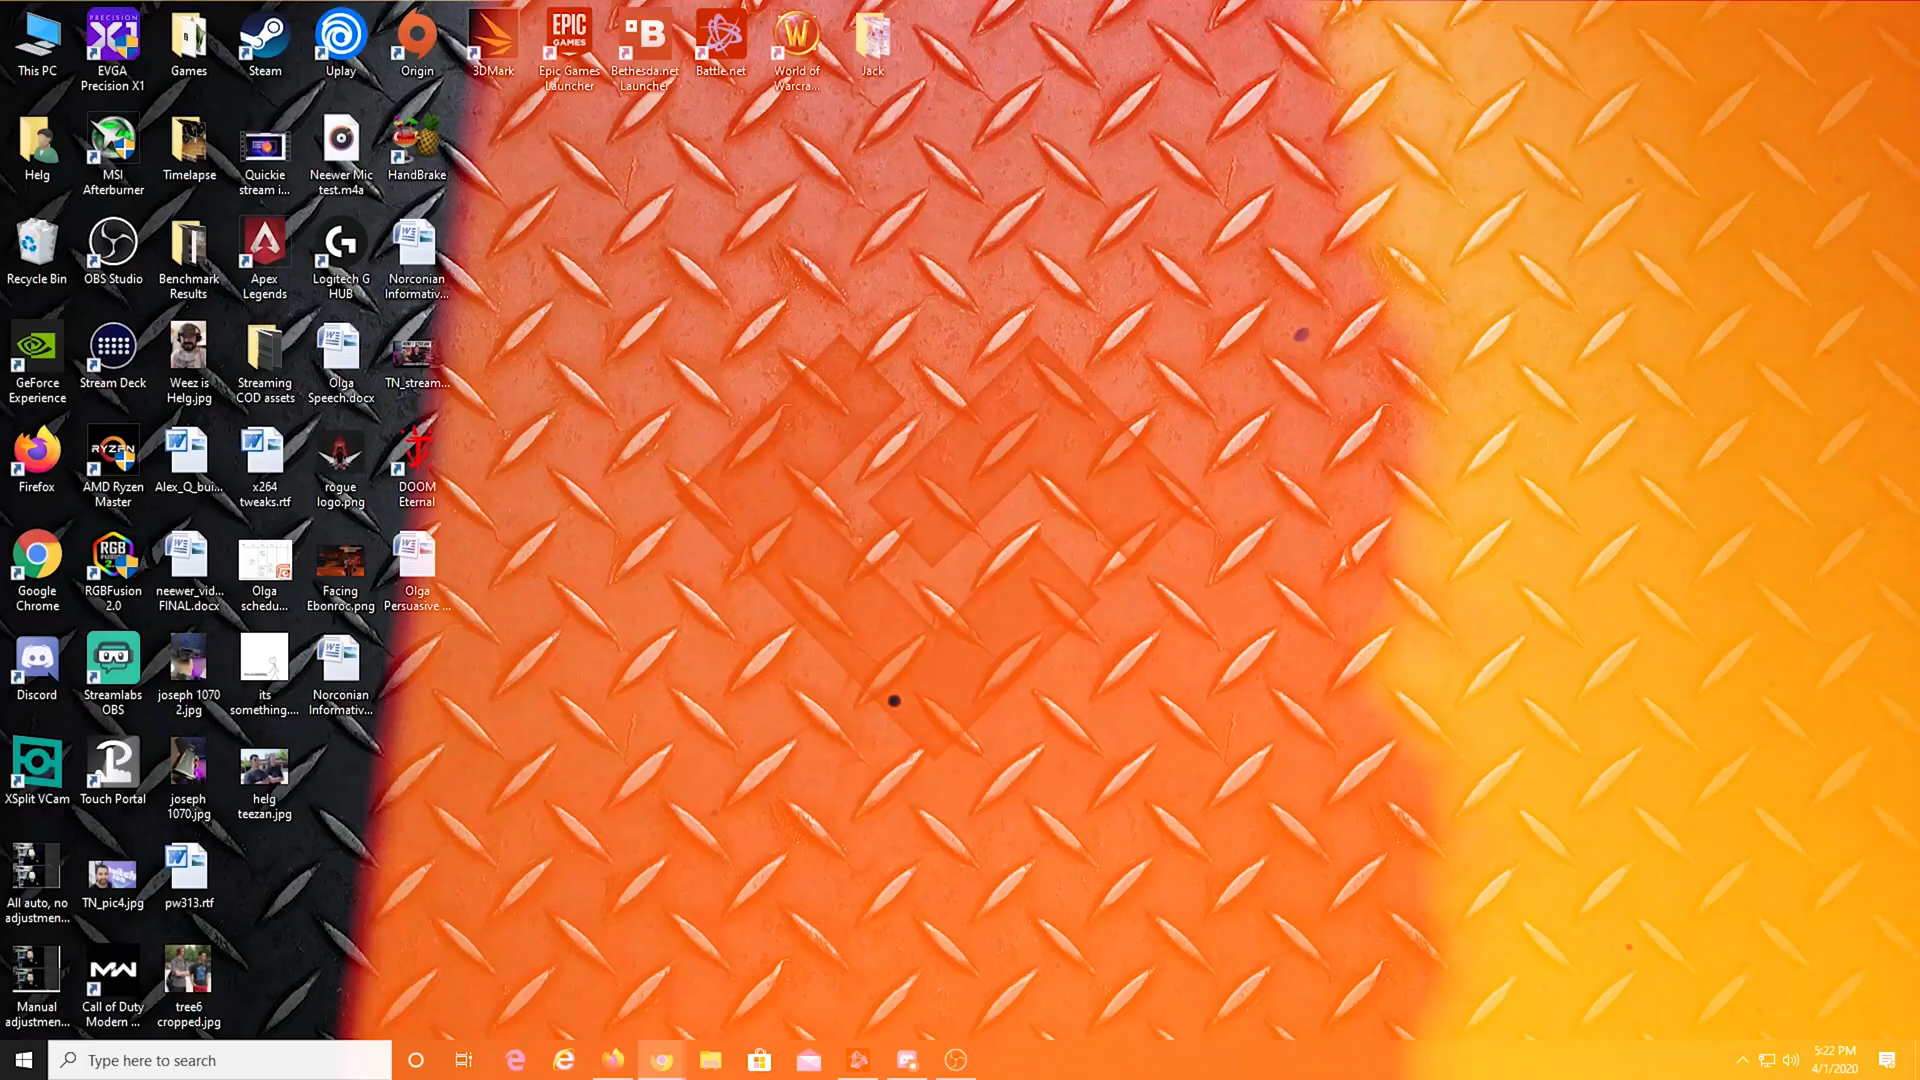 This PC
PRECISION
X1
EVGA
Precision X1
Games
Steam
Uplay
Origin
3DMark
EPIC
GAMES
Epic Games
Launcher
B
Bethesda.net
Launcher
Battle.net
W
World of
Warcra...
Jack
Helg
MSI
Afterburner
Timelapse
Quickie
stream i...
Neewer Mic
test.m4a
HandBrake
Recycle Bin
OBS Studio
Benchmark
Results
Apex
Legends
Logitech G
HUB
Norconian
Informativ...
GeForce
Experience
Stream Deck
Weez is
Helg.jpg
Streaming
COD assets
Olga
Speech.docx
TN_stream...
Firefox
RYZEN
AMD Ryzen
Master
Alex_Q_bui...
x264
tweaks.rtf
rogue
logo.png
DOOM
Eternal
Google
Chrome
RGB
RGBFusion
2.0
neewer_vid...
FINAL.docx
Olga
schedu...
Facing
Ebonroc.png
Olga
Persuasive ...
Discord
Streamlabs
OBS
joseph 1070
2.jpg
its
something....
Norconian
Informativ...
XSplit VCam
Touch Portal
joseph
1070.jpg
helg
teezan.jpg
All auto, no
adjustmen...
TN_pic4.jpg
pw313.rtf
Manual
adjustmen...
MW
Call of Duty
Modern ...
tree6
cropped.jpg
Type here to search
5:22 PM
4/1/2020